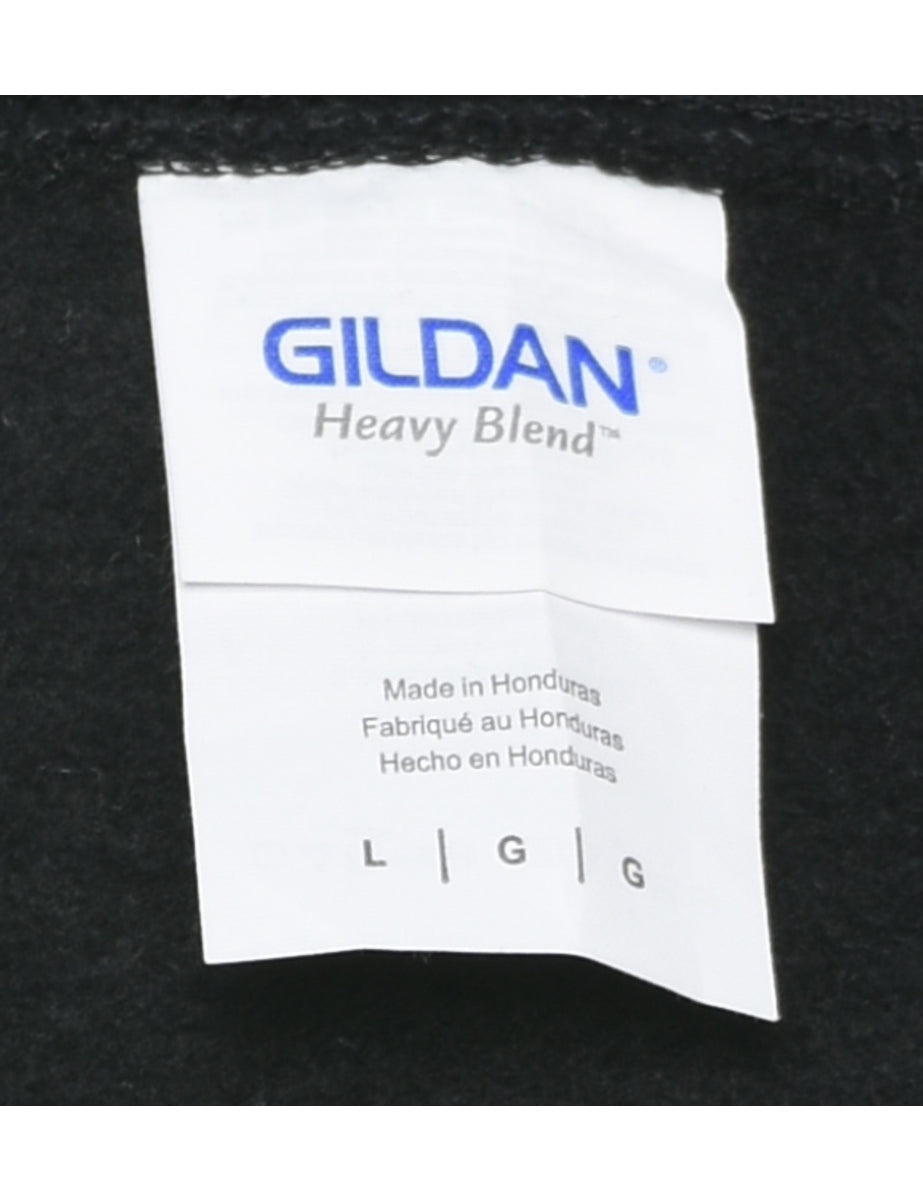 GILDAN®
Heavy Blend™
Made in Honduras
Fabriqué au Honduras
Hecho en Honduras
L | G | G